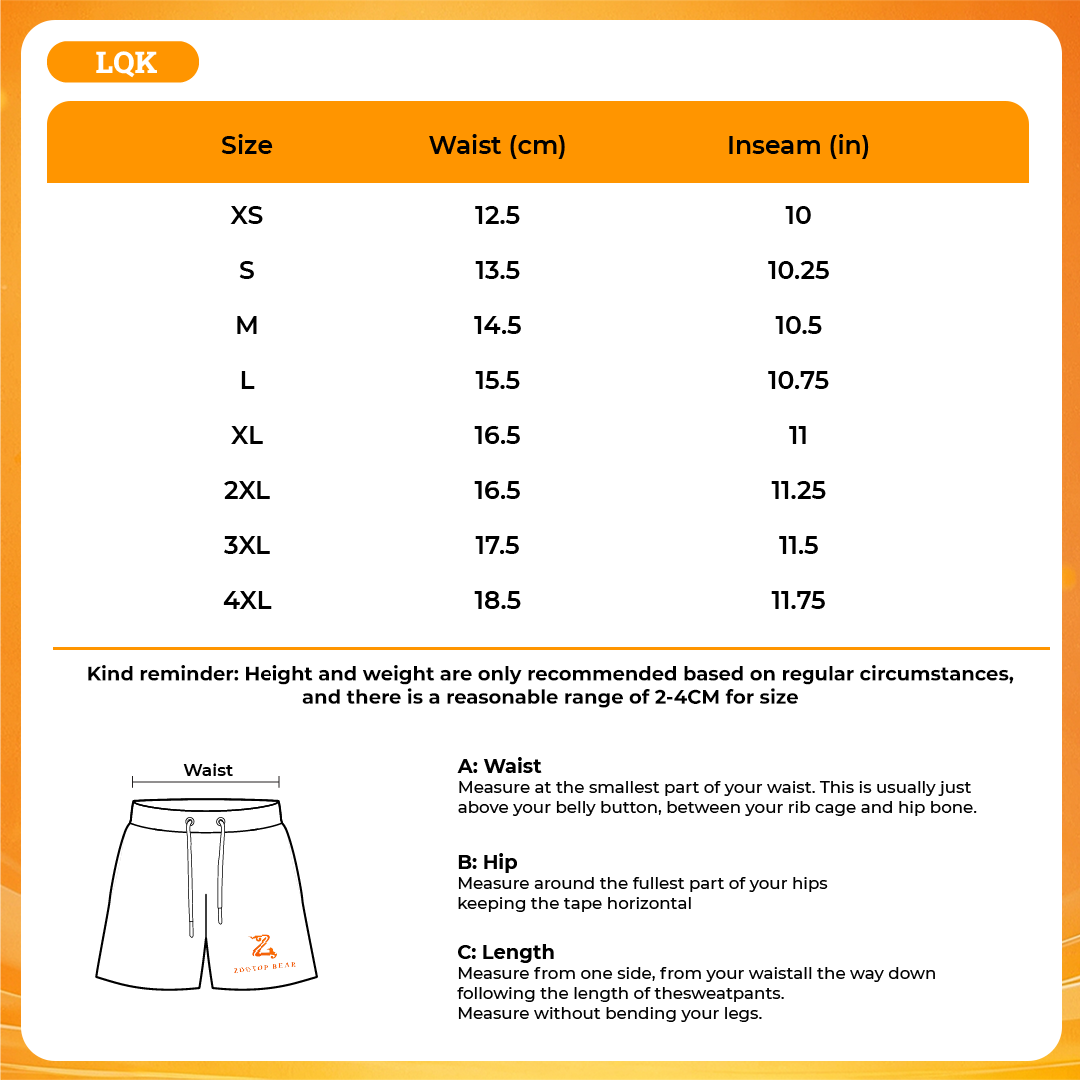 LQK
Size Waist (cm) Inseam (in)
XS 12.5 10
S 13.5 10.25
M 14.5 10.5
L 15.5 10.75
XL 16.5 11
2XL 16.5 11.25
3XL 17.5 11.5
4XL 18.5 11.75
Kind reminder: Height and weight are only recommended based on regular circumstances,
and there is a reasonable range of 2-4CM for size
Waist
ZOOTOP BEAR
A: Waist
Measure at the smallest part of your waist. This is usually just
above your belly button, between your rib cage and hip bone.
B: Hip
Measure around the fullest part of your hips
keeping the tape horizontal
C: Length
Measure from one side, from your waistall the way down
following the length of thesweatpants.
Measure without bending your legs.